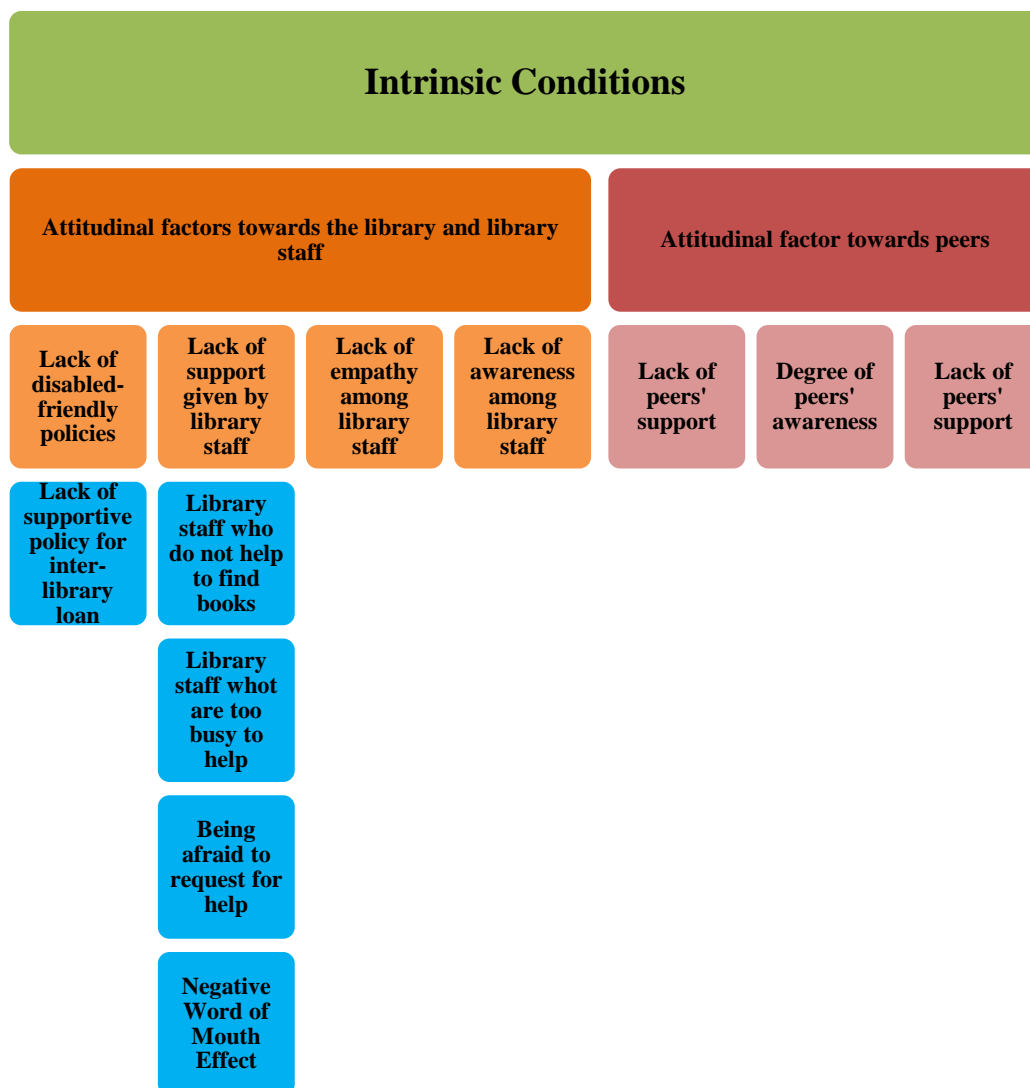 Intrinsic Conditions
Attitudinal factors towards the library and library
staff
Attitudinal factor towards peers
Lack of
disabled-
friendly
policies
Lack of
support
given by
library
staff
Lack of
empathy
among
library
staff
Lack of
awareness
among
library
staff
Lack of
peers'
support
Degree of
peers'
awareness
Lack of
peers'
support
Lack of
supportive
policy for
inter-
library
loan
Library
staff who
do not help
to find
books
Library
staff whot
are too
busy to
help
Being
afraid to
request for
help
Negative
Word of
Mouth
Effect